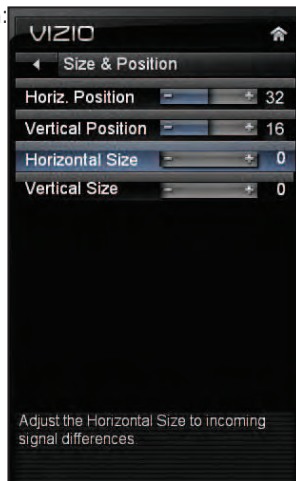 :
VIZIO
Size & Position
Horiz. Position - + 32
Vertical Position - + 16
Horizontal Size - + 0
Vertical Size - + 0
Adjust the Horizontal Size to incoming
signal differences.